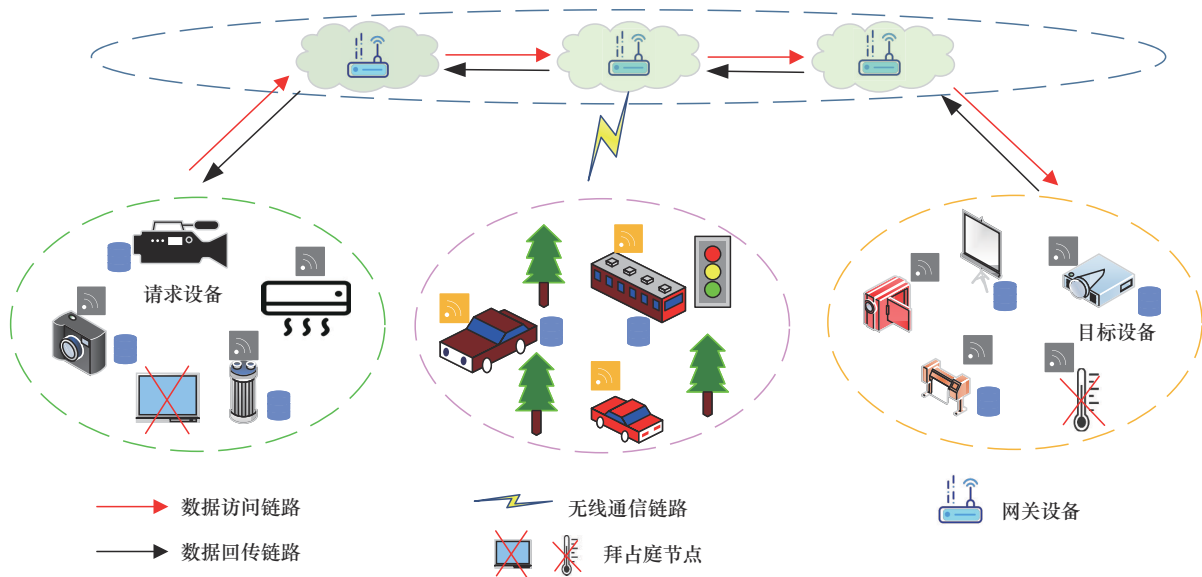 请求设备
目标设备
数据访问链路
无线通信链路
网关设备
数据回传链路
拜占庭节点